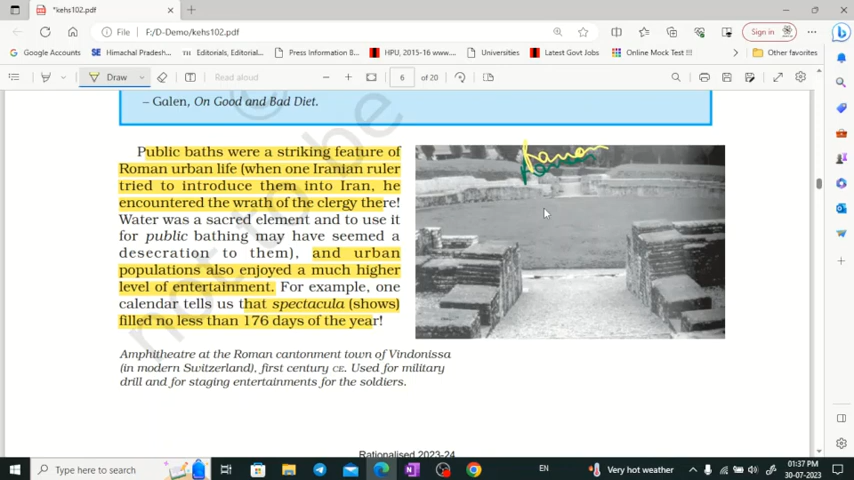 *kehs102.pdf
File F:/D-Demo/kehs102.pdf
Sign in
Google Accounts Himachal Pradesh... Editorials, Editorial... Press Information B... HPU, 2015-16 www.... Universities Latest Govt Jobs Online Mock Test !!! Other favorites
Draw Read aloud 6 of 20
– Galen, On Good and Bad Diet.
Public baths were a striking feature of
Roman urban life (when one Iranian ruler
tried to introduce them into Iran, he
encountered the wrath of the clergy there!
Water was a sacred element and to use it
for public bathing may have seemed a
desecration to them), and urban
populations also enjoyed a much higher
level of entertainment. For example, one
calendar tells us that spectacula (shows)
filled no less than 176 days of the year!
Amphitheatre at the Roman cantonment town of Vindonissa
(in modern Switzerland), first century CE. Used for military
drill and for staging entertainments for the soldiers.
Rationalised 2023-24
Type here to search EN Very hot weather 01:37 PM
30-07-2023